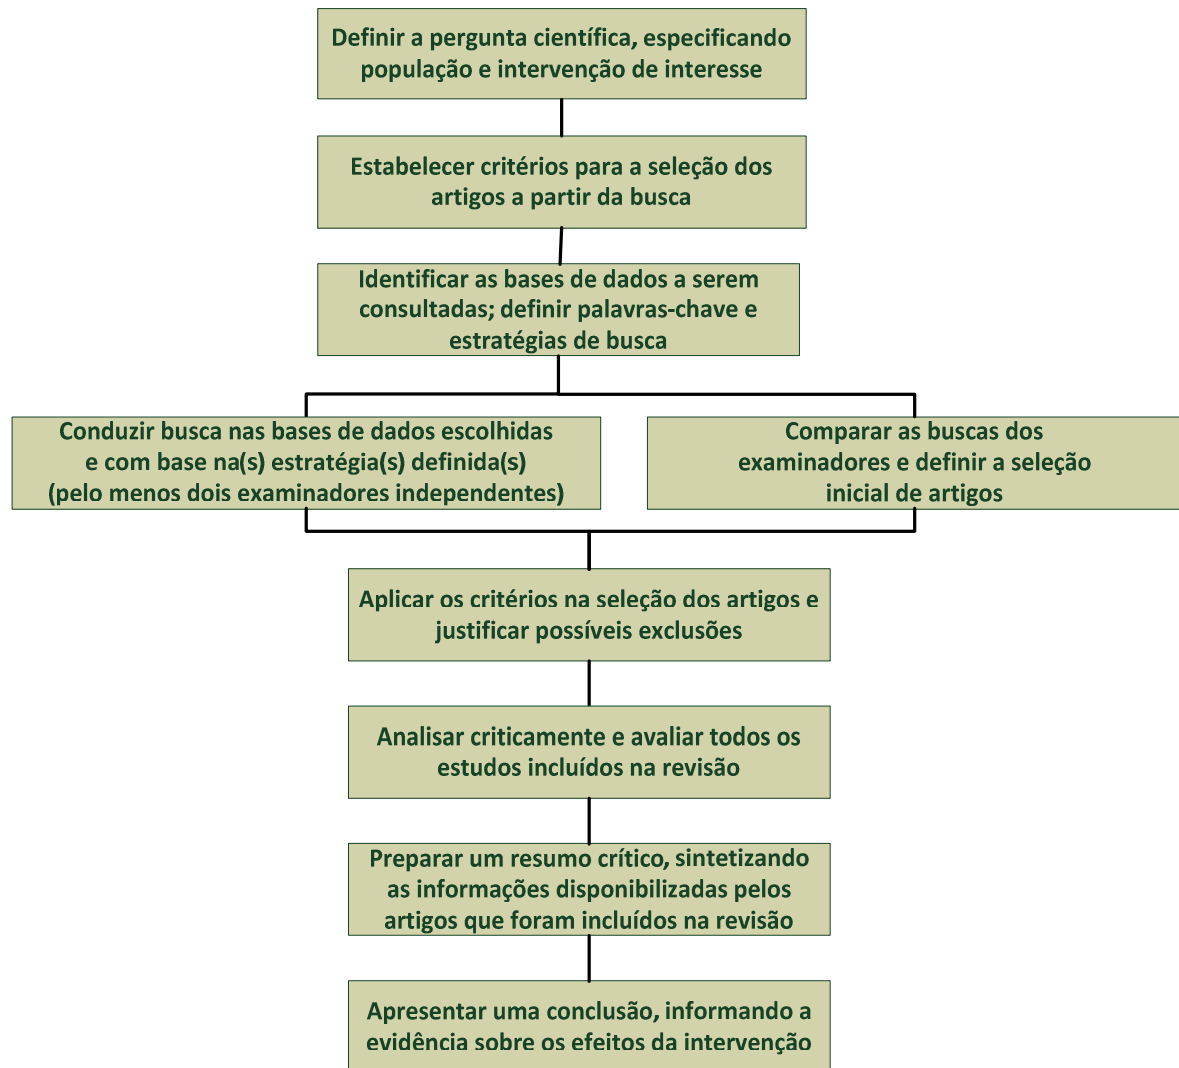 Definir a pergunta científica, especificando
população e intervenção de interesse
Estabelecer critérios para a seleção dos
artigos a partir da busca
Identificar as bases de dados a serem
consultadas; definir palavras-chave e
estratégias de busca
Conduzir busca nas bases de dados escolhidas
e com base na(s) estratégia(s) definida(s)
(pelo menos dois examinadores independentes)
Comparar as buscas dos
examinadores e definir a seleção
inicial de artigos
Aplicar os critérios na seleção dos artigos e
justificar possíveis exclusões
Analisar criticamente e avaliar todos os
estudos incluídos na revisão
Preparar um resumo crítico, sintetizando
as informações disponibilizadas pelos
artigos que foram incluídos na revisão
Apresentar uma conclusão, informando a
evidência sobre os efeitos da intervenção